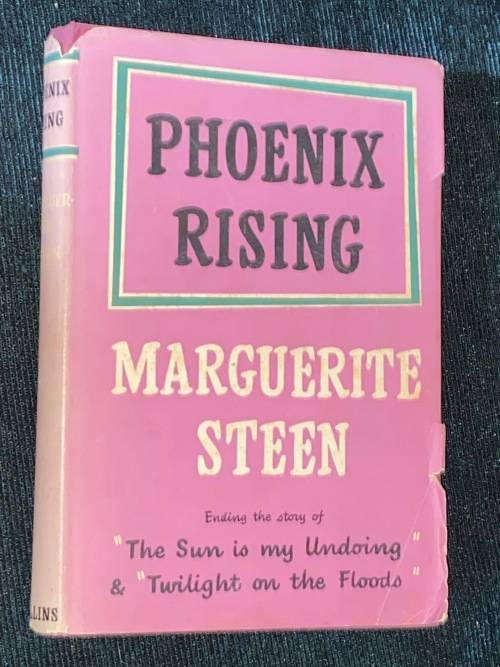 PHOENIX
RISING
MARGUERITE
STEEN
Ending the story of
"The Sun is my Undoing"
& "Twilight on the Floods"